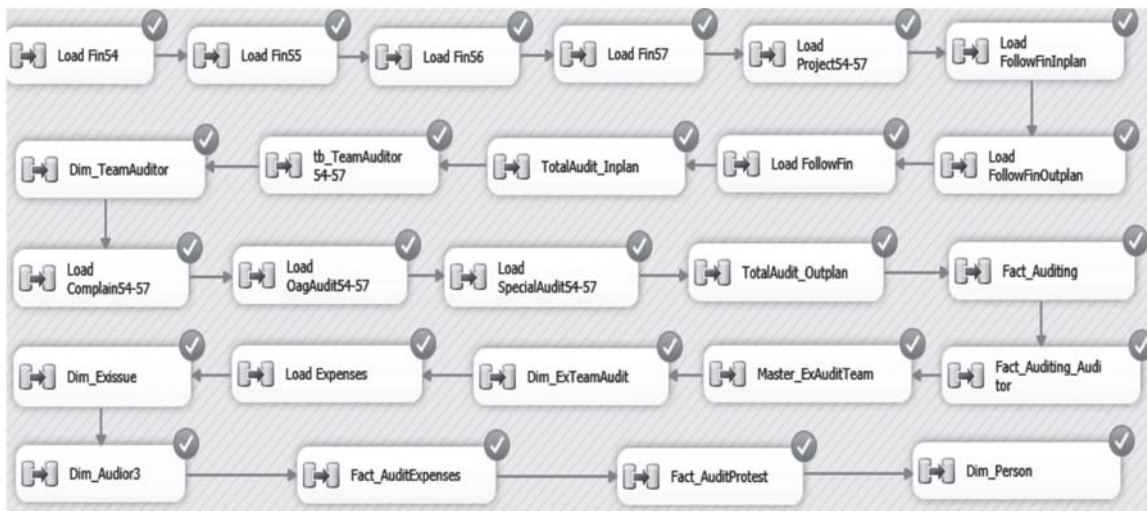 Load Fin54
Load Fin55
Load Fin56
Load Fin57
Load
Project54-57
Load
FollowFinInplan
Dim_TeamAuditor
tb_TeamAuditor
54-57
TotalAudit_Inplan
Load FollowFin
Load
FollowFinOutplan
Load
Complain54-57
Load
OagAudit54-57
Load
SpecialAudit54-57
TotalAudit_Outplan
Fact_Auditing
Dim_Exissue
Load Expenses
Dim_ExTeamAudit
Master_ExAuditTeam
Fact_Auditing_Audi
tor
Dim_Audior3
Fact_AuditExpenses
Fact_AuditProtest
Dim_Person